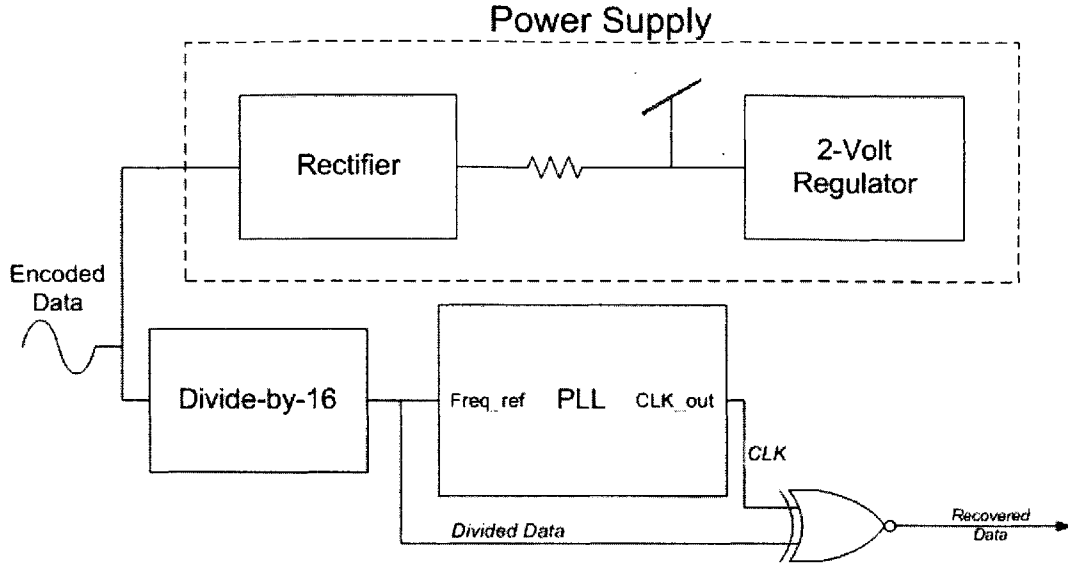 Power Supply
Rectifier
2-Volt
Regulator
Encoded
Data
Divide-by-16
Freq_ref PLL CLK_out
CLK
Divided Data
Recovered
Data